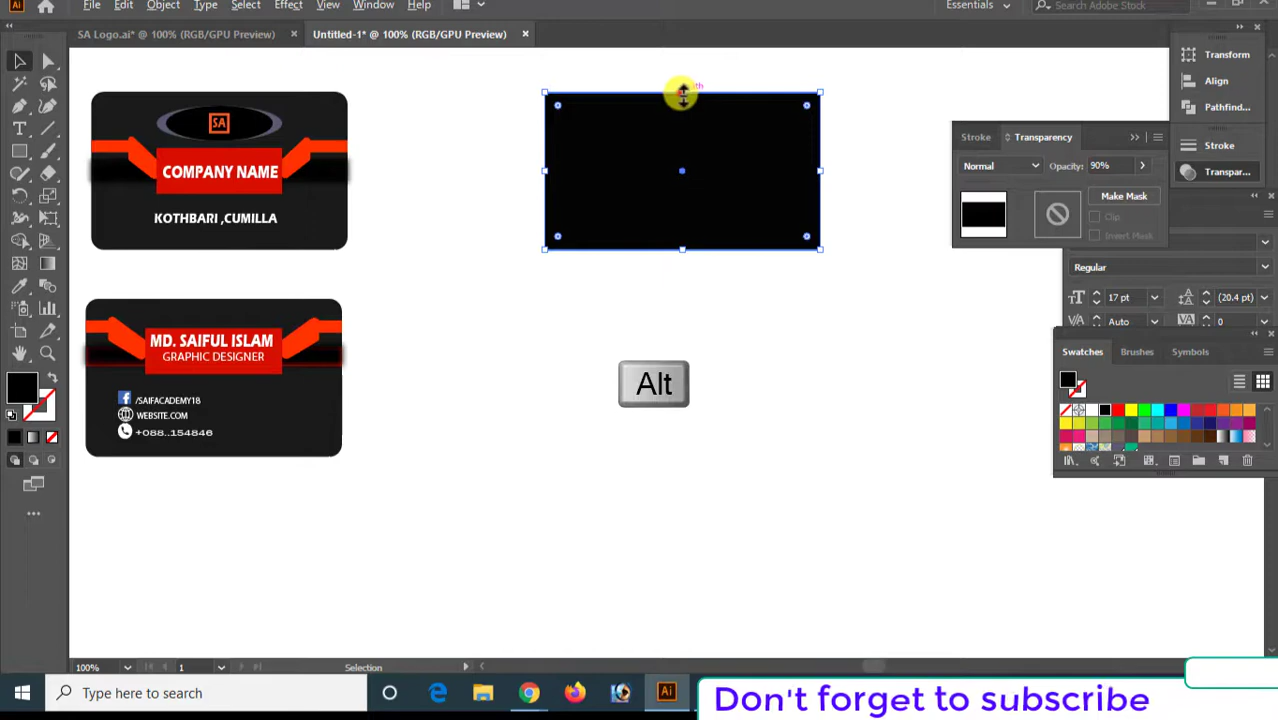 Ai
File Edit Object Type Select Effect View Window Help
Essentials
Search Adobe Stock
SA Logo.ai* @ 100% (RGB/GPU Preview) ×
Untitled-1* @ 100% (RGB/GPU Preview) ×
SA
COMPANY NAME
KOTHBARI ,CUMILLA
MD. SAIFUL ISLAM
GRAPHIC DESIGNER
/SAIFACADEMY18
WEBSITE.COM
+088..154846
Alt
Transform
Align
Pathfind...
Stroke
Transpar...
Stroke Transparency
Normal
Opacity: 90%
Make Mask
Clip
Invert Mask
Regular
17 pt
(20.4 pt)
Auto
0
Swatches Brushes Symbols
100%
1
Selection
Type here to search
Ai
Don't forget to subscribe